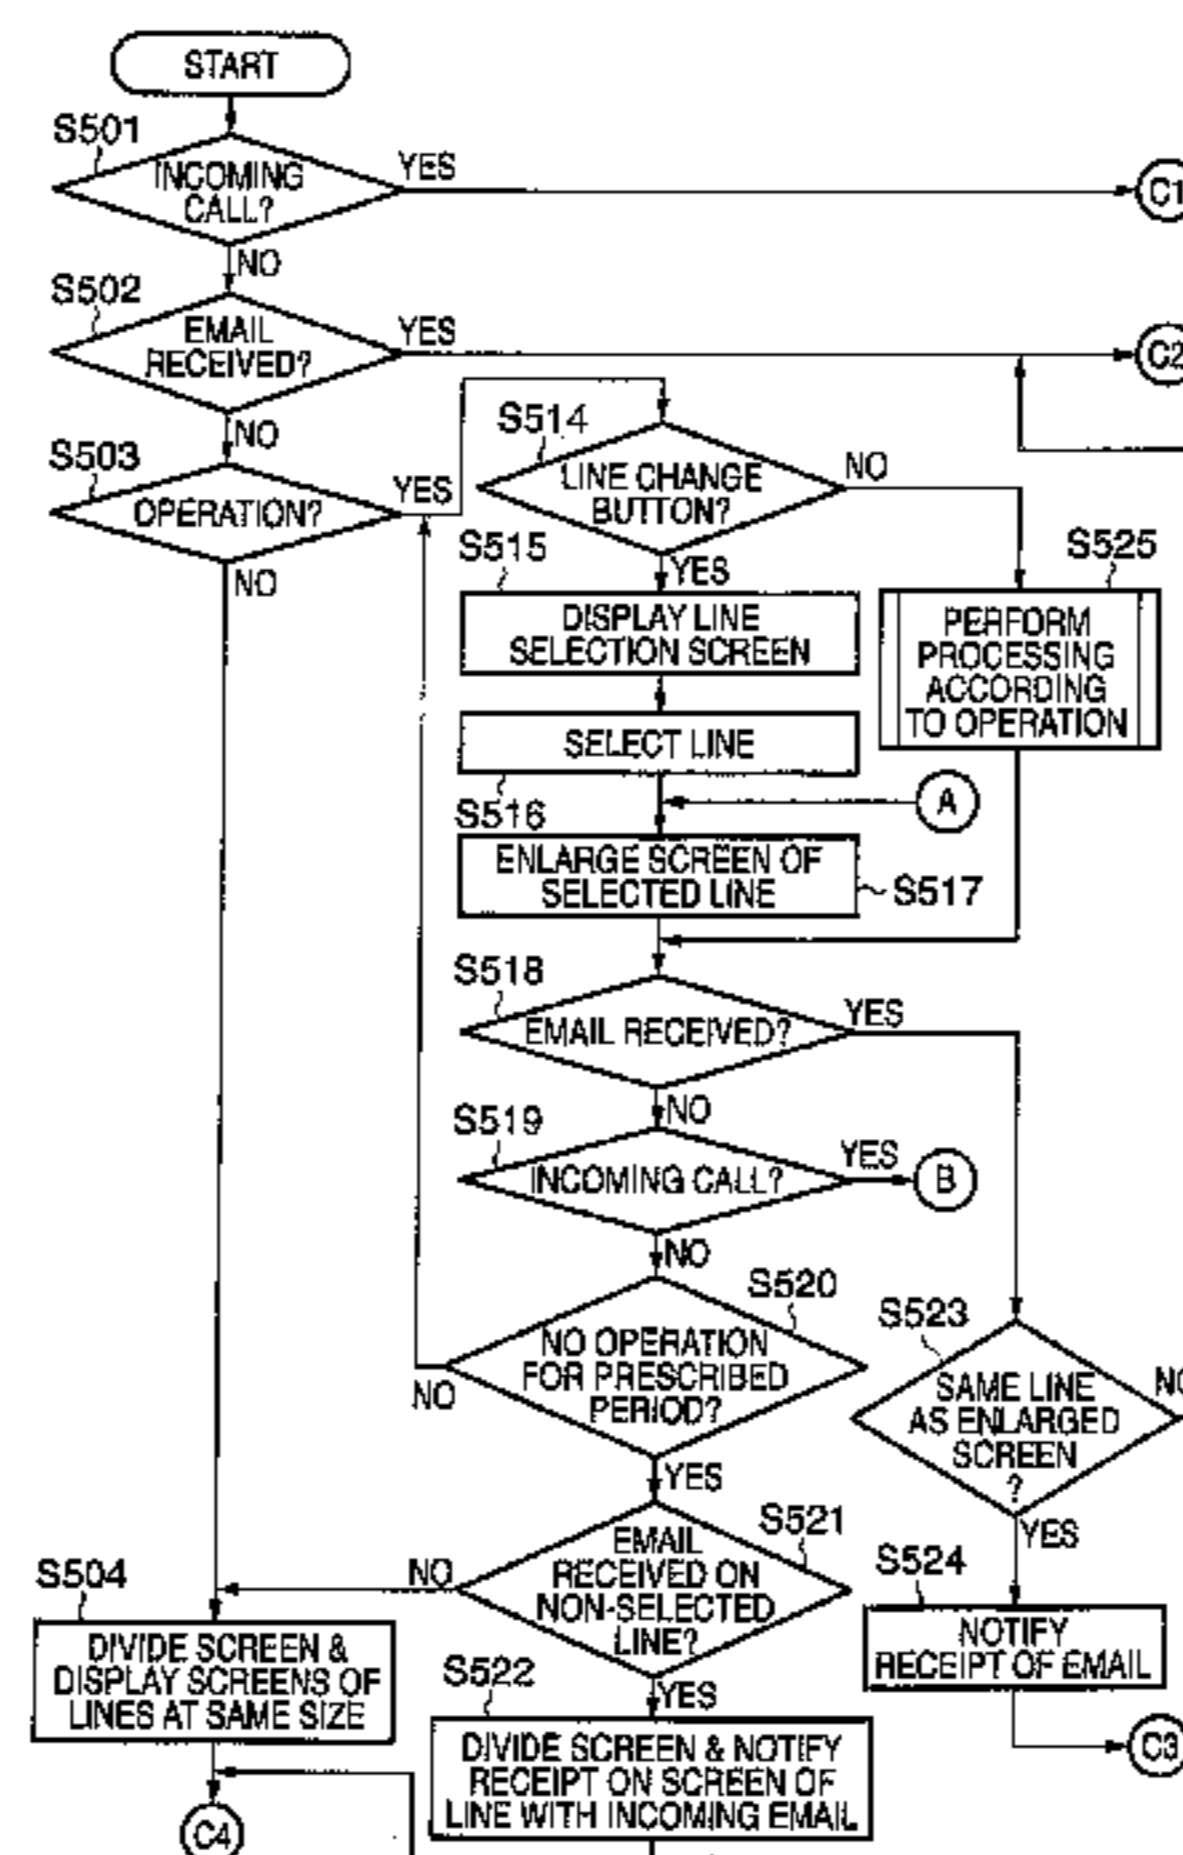 START
S501
INCOMING
CALL?
YES
C1
NO
S502
EMAIL
RECEIVED?
YES
C2
NO
S503
OPERATION?
YES
NO
S514
LINE CHANGE
BUTTON?
NO
YES
S515
DISPLAY LINE
SELECTION SCREEN
S525
PERFORM
PROCESSING
ACCORDING
TO OPERATION
SELECT LINE
S516
A
ENLARGE SCREEN OF
SELECTED LINE
S517
S518
EMAIL RECEIVED?
YES
NO
S519
INCOMING CALL?
YES
B
NO
S520
NO OPERATION
FOR PRESCRIBED
PERIOD?
NO
YES
S523
SAME LINE
AS ENLARGED
SCREEN
?
NO
YES
S521
EMAIL
RECEIVED ON
NON-SELECTED
LINE?
NO
YES
S524
NOTIFY
RECEIPT OF EMAIL
C3
S504
DIVIDE SCREEN &
DISPLAY SCREENS OF
LINES AT SAME SIZE
S522
DIVIDE SCREEN & NOTIFY
RECEIPT ON SCREEN OF
LINE WITH INCOMING EMAIL
C4